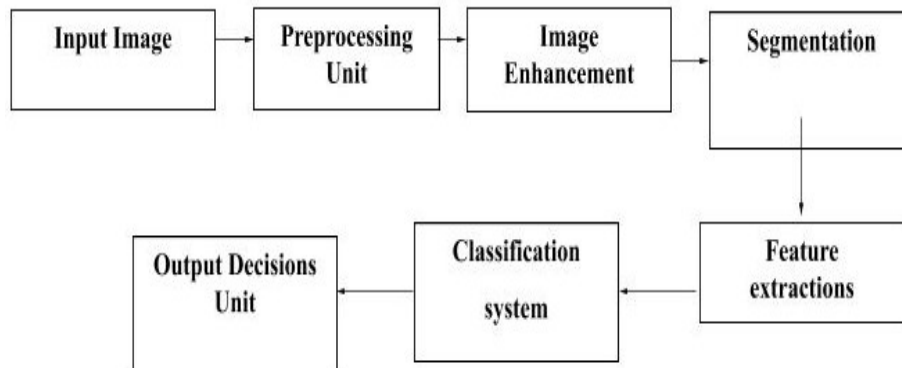 Input Image
Preprocessing
Unit
Image
Enhancement
Segmentation
Feature
extractions
Classification
system
Output Decisions
Unit